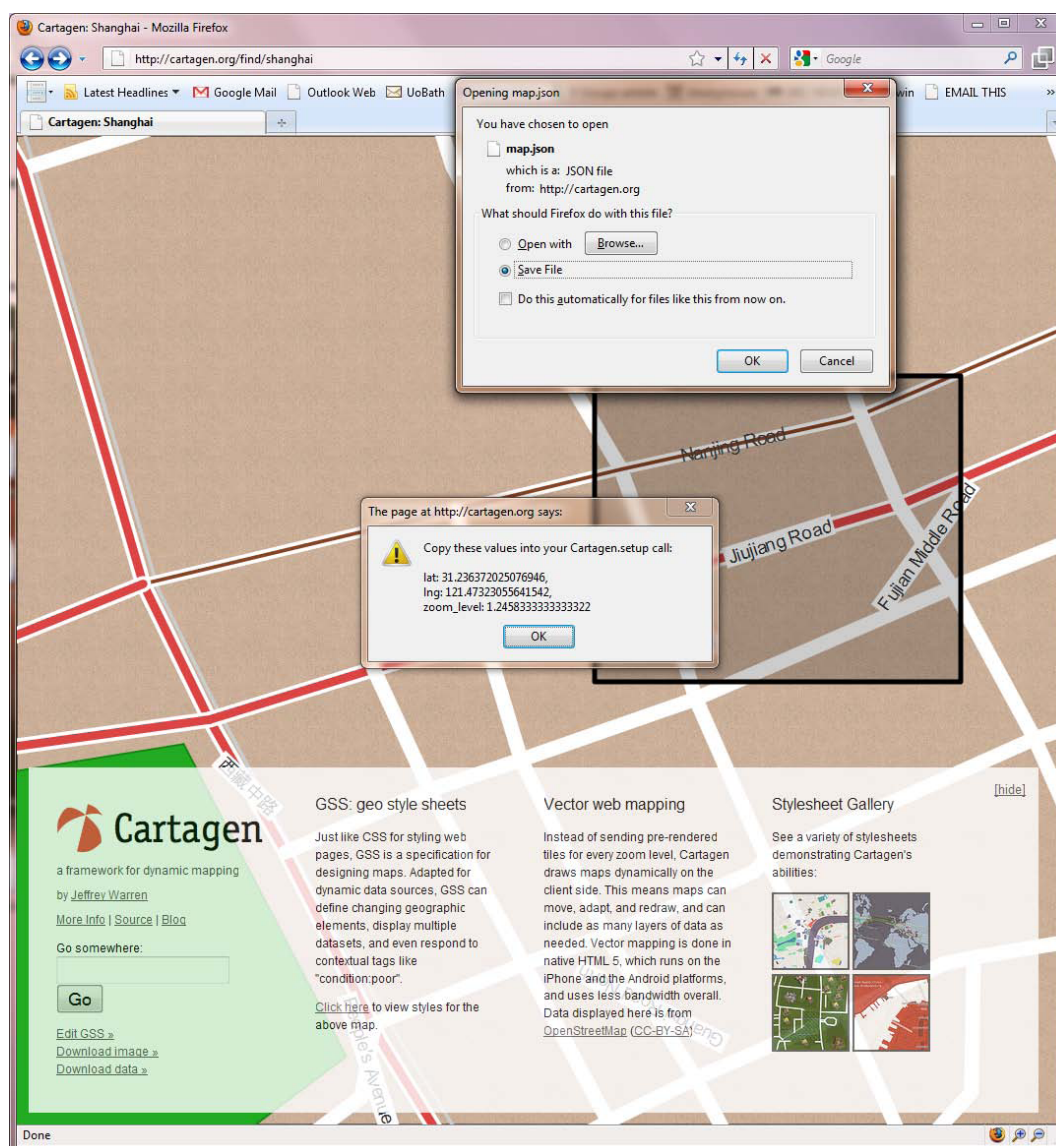 Cartagen: Shanghai - Mozilla Firefox
http://cartagen.org/find/shanghai
Google
Latest Headlines
Google Mail
Outlook Web
UoBath
win
EMAIL THIS
»
Cartagen: Shanghai
Opening map.json
You have chosen to open
map.json
which is a: JSON file
from: http://cartagen.org
What should Firefox do with this file?
Open with
Browse...
Save File
Do this automatically for files like this from now on.
OK
Cancel
Nanjing Road
Jiujiang Road
Fujian Middle Road
The page at http://cartagen.org says:
Copy these values into your Cartagen.setup call:
lat: 31.236372025076946,
lng: 121.47323055641542,
zoom_level: 1.2458333333333322
OK
西藏中路
[hide]
Cartagen
a framework for dynamic mapping
by Jeffrey Warren
More Info | Source | Blog
Go somewhere:
Go
Edit GSS »
Download image »
Download data »
GSS: geo style sheets
Just like CSS for styling web
pages, GSS is a specification for
designing maps. Adapted for
dynamic data sources, GSS can
define changing geographic
elements, display multiple
datasets, and even respond to
contextual tags like
"condition:poor".
Click here to view styles for the
above map.
Vector web mapping
Instead of sending pre-rendered
tiles for every zoom level, Cartagen
draws maps dynamically on the
client side. This means maps can
move, adapt, and redraw, and can
include as many layers of data as
needed. Vector mapping is done in
native HTML 5, which runs on the
iPhone and the Android platforms,
and uses less bandwidth overall.
Data displayed here is from
OpenStreetMap (CC-BY-SA)
Stylesheet Gallery
See a variety of stylesheets
demonstrating Cartagen's
abilities:
People's Avenue
Done